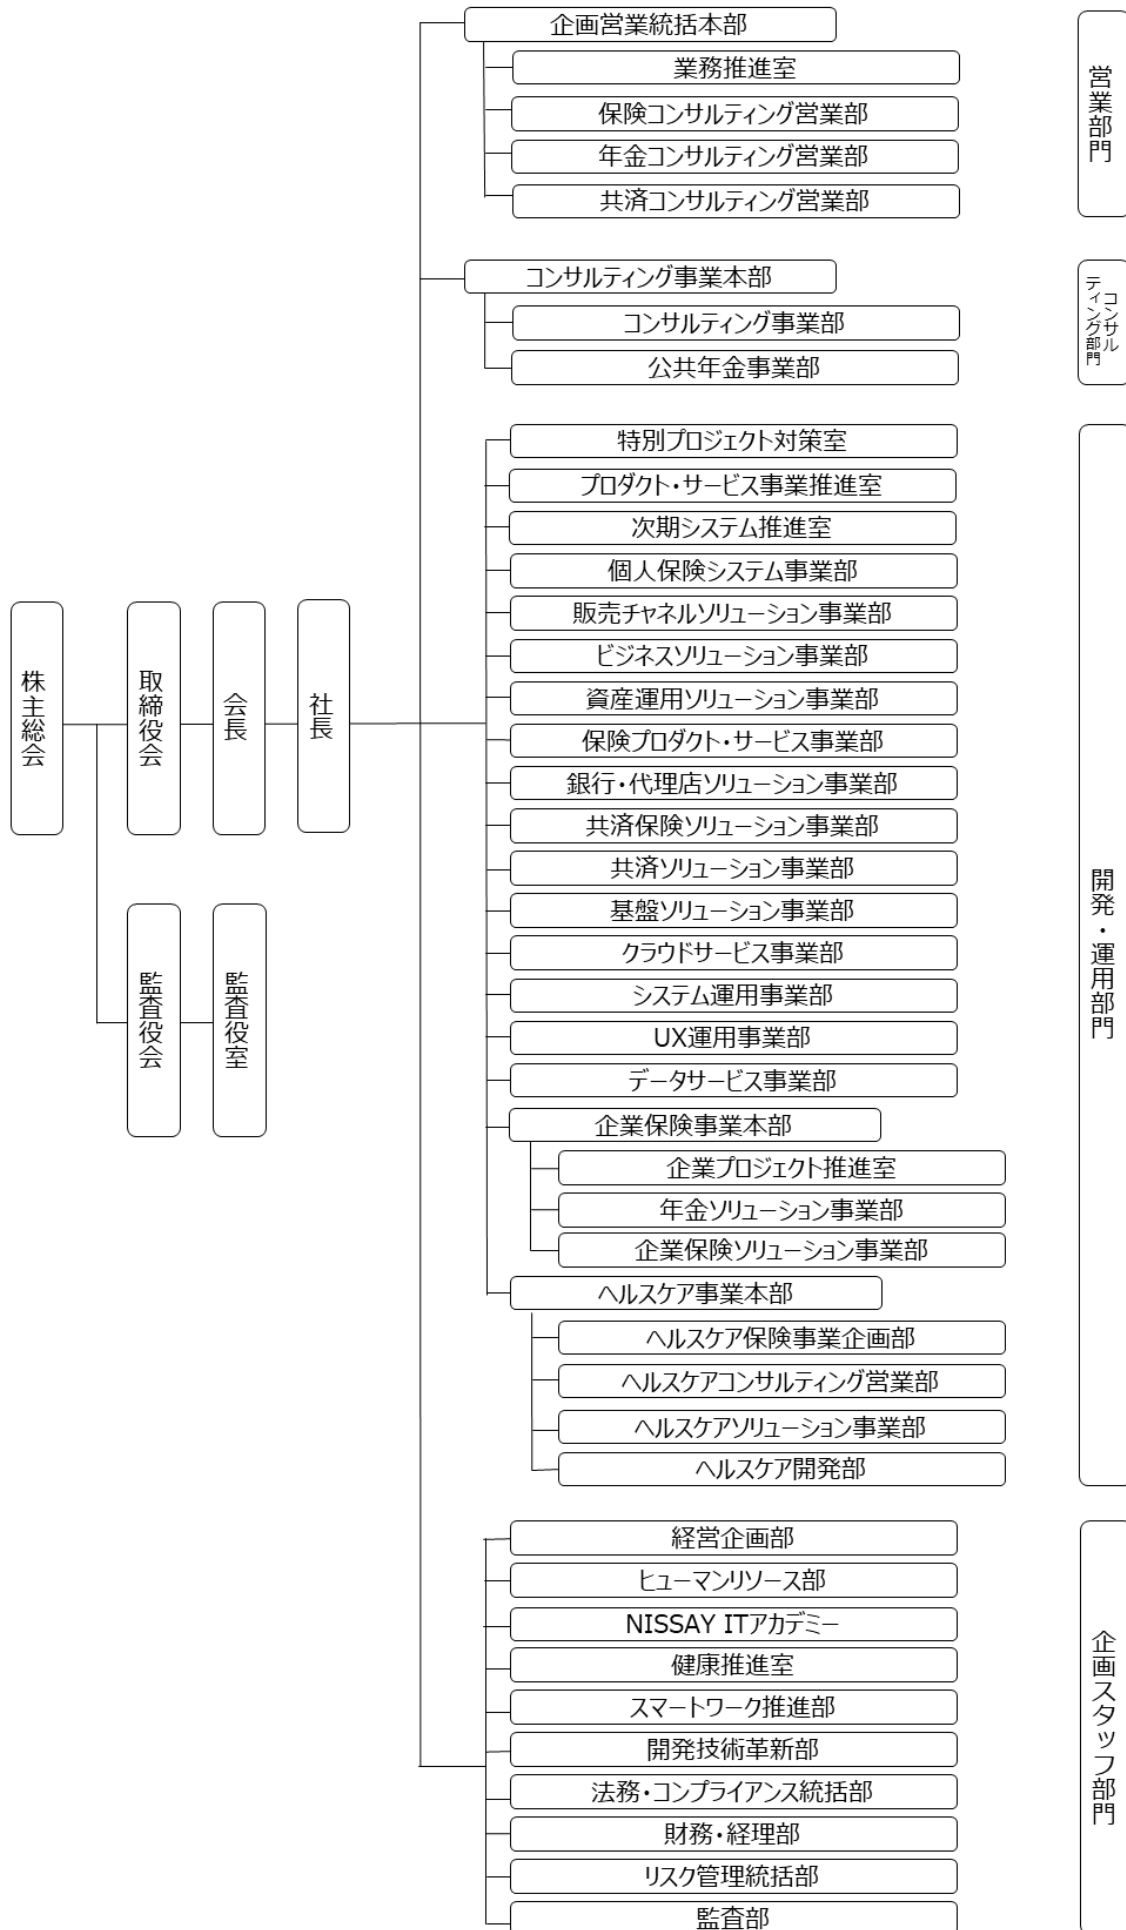 企画営業統括本部
業務推進室
保険コンサルティング営業部
年金コンサルティング営業部
共済コンサルティング営業部
営業部門
コンサルティング事業本部
コンサルティング事業部
公共年金事業部
コンサル
ティング部門
株主総会
取締役会
会長
社長
監査役会
監査役室
特別プロジェクト対策室
プロダクト・サービス事業推進室
次期システム推進室
個人保険システム事業部
販売チャネルソリューション事業部
ビジネスソリューション事業部
資産運用ソリューション事業部
保険プロダクト・サービス事業部
銀行・代理店ソリューション事業部
共済保険ソリューション事業部
共済ソリューション事業部
基盤ソリューション事業部
クラウドサービス事業部
システム運用事業部
UX運用事業部
データサービス事業部
企業保険事業本部
企業プロジェクト推進室
年金ソリューション事業部
企業保険ソリューション事業部
ヘルスケア事業本部
ヘルスケア保険事業企画部
ヘルスケアコンサルティング営業部
ヘルスケアソリューション事業部
ヘルスケア開発部
開発・運用部門
経営企画部
ヒューマンリソース部
NISSAY ITアカデミー
健康推進室
スマートワーク推進部
開発技術革新部
法務・コンプライアンス統括部
財務・経理部
リスク管理統括部
監査部
企画スタッフ部門